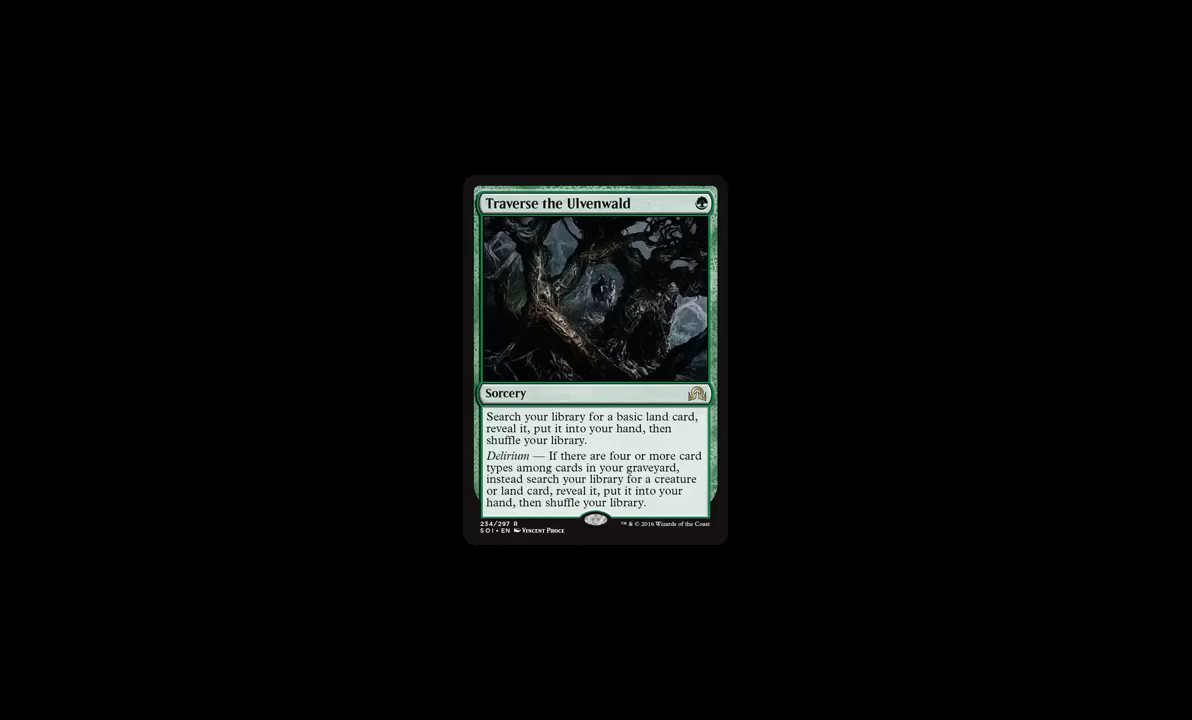 Traverse the Ulvenwald
Sorcery
Search your library for a basic land card,
reveal it, put it into your hand, then
shuffle your library.
Delirium — If there are four or more card
types among cards in your graveyard,
instead search your library for a creature
or land card, reveal it, put it into your
hand, then shuffle your library.
234/297 R
SOI • EN Vincent Proce
™ & © 2016 Wizards of the Coast